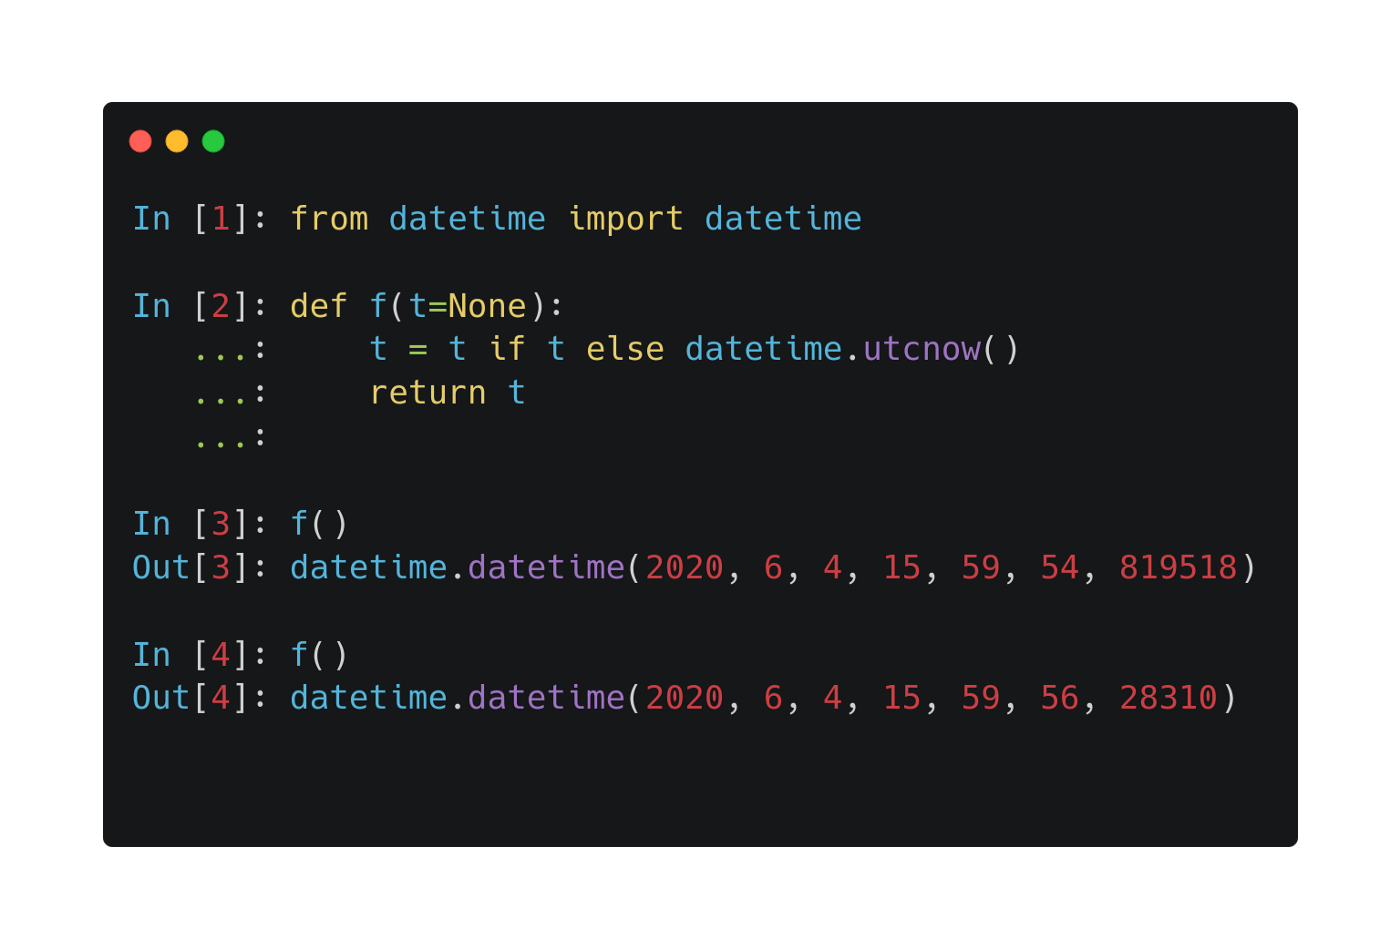 In [1]: from datetime import datetime
In [2]: def f(t=None):
   ...:     t = t if t else datetime.utcnow()
   ...:     return t
   ...:
In [3]: f()
Out[3]: datetime.datetime(2020, 6, 4, 15, 59, 54, 819518)
In [4]: f()
Out[4]: datetime.datetime(2020, 6, 4, 15, 59, 56, 28310)